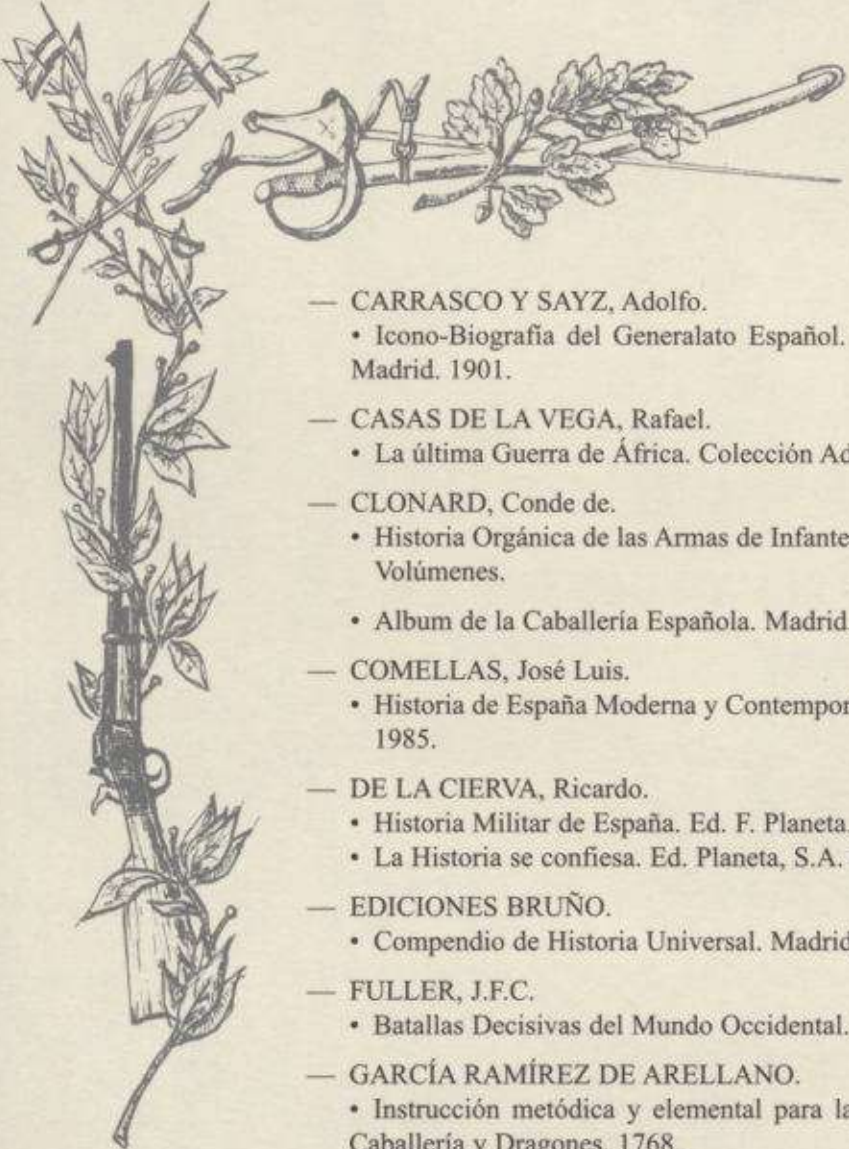 — CARRASCO Y SAYZ, Adolfo.
• Icono-Biografía del Generalato Español.
Madrid. 1901.
— CASAS DE LA VEGA, Rafael.
• La última Guerra de África. Colección
— CLONARD, Conde de.
• Historia Orgánica de las Armas de
Volúmenes.
• Album de la Caballería Española. Madrid.
— COMELLAS, José Luis.
• Historia de España Moderna y
1985.
— DE LA CIERVA, Ricardo.
• Historia Militar de España. Ed. F. Planeta.
• La Historia se confiesa. Ed. Planeta, S.A.
— EDICIONES BRUÑO.
• Compendio de Historia Universal. Madrid
— FULLER, J.F.C.
• Batallas Decisivas del Mundo Occidental.
— GARCÍA RAMÍREZ DE ARELLANO.
• Instrucción metódica y elemental para la
Caballería y Dragones. 1768